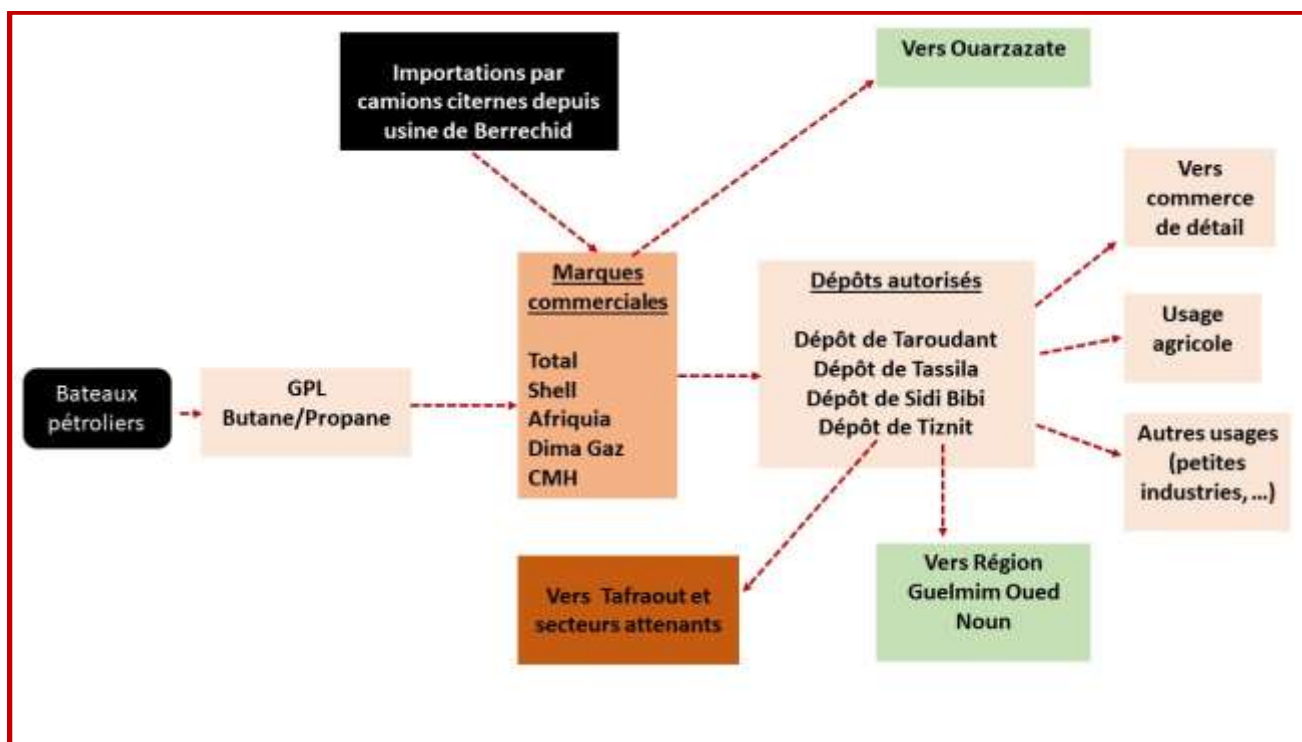 Importations par
camions citernes depuis
usine de Berrechid
Vers Ouarzazate
Vers
commerce
de détail
Marques
commerciales
Total
Shell
Afriquia
Dima Gaz
CMH
Dépôts autorisés
Dépôt de Taroudant
Dépôt de Tassila
Dépôt de Sidi Bibi
Dépôt de Tiznit
Usage
agricole
Bateaux
pétroliers
GPL
Butane/Propane
Autres usages
(petites
industries, ...)
Vers Tafraout et
secteurs attenants
Vers Région
Guelmim Oued
Noun